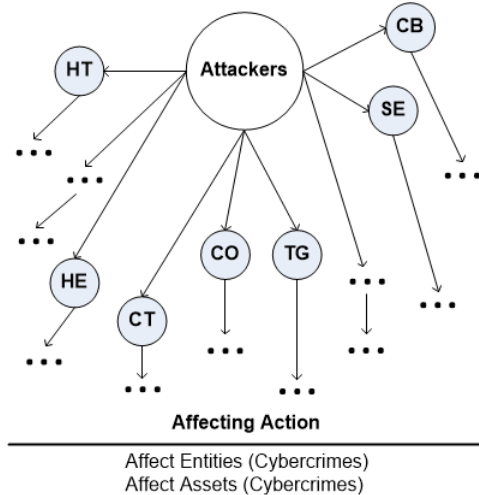 CB
HT
Attackers
SE
CO
TG
HE
CT
Affecting Action
Affect Entities (Cybercrimes)
Affect Assets (Cybercrimes)